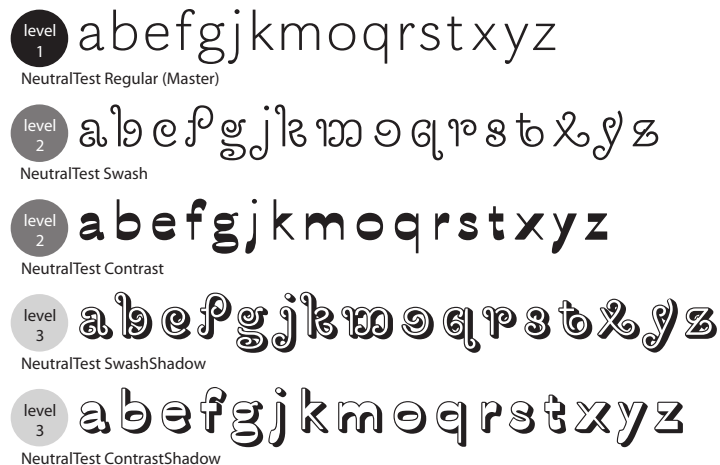 level 1 abefgjkmoqrstxyz
NeutralTest Regular (Master)
level 2 abefgjkmoqrstxyz
NeutralTest Swash
level 2 abefgjkmoqrstxyz
NeutralTest Contrast
level 3 abefgjkmoqrstxyz
NeutralTest SwashShadow
level 3 abefgjkmoqrstxyz
NeutralTest ContrastShadow